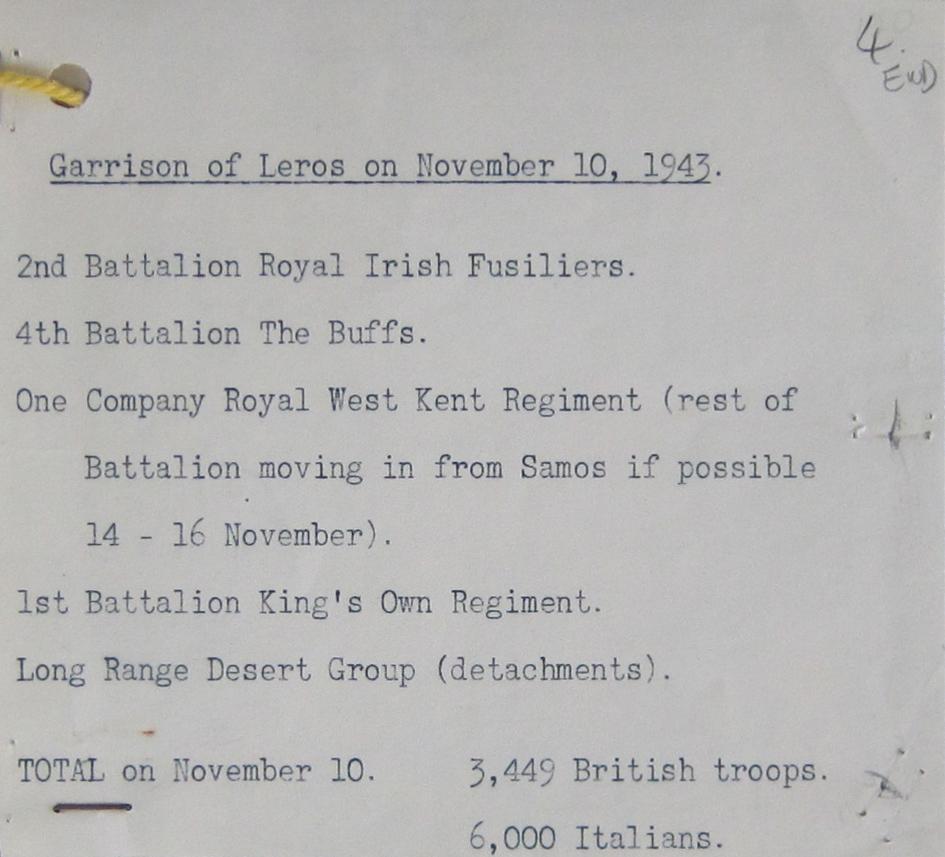 4.
END
Garrison of Leros on November 10, 1943.
2nd Battalion Royal Irish Fusiliers.
4th Battalion The Buffs.
One Company Royal West Kent Regiment (rest of
Battalion moving in from Samos if possible
14 - 16 November).
1st Battalion King's Own Regiment.
Long Range Desert Group (detachments).
TOTAL on November 10. 3,449 British troops.
6,000 Italians.